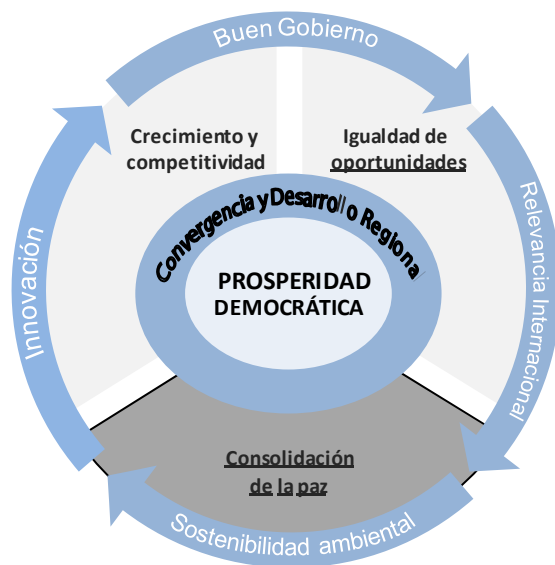 Buen Gobierno
Crecimiento y
competitividad
Igualdad de
oportunidades
Relevancia Internacional
Innovación
Convergencia y Desarrollo Regional
PROSPERIDAD
DEMOCRÁTICA
Consolidación
de la paz
Sostenibilidad ambiental